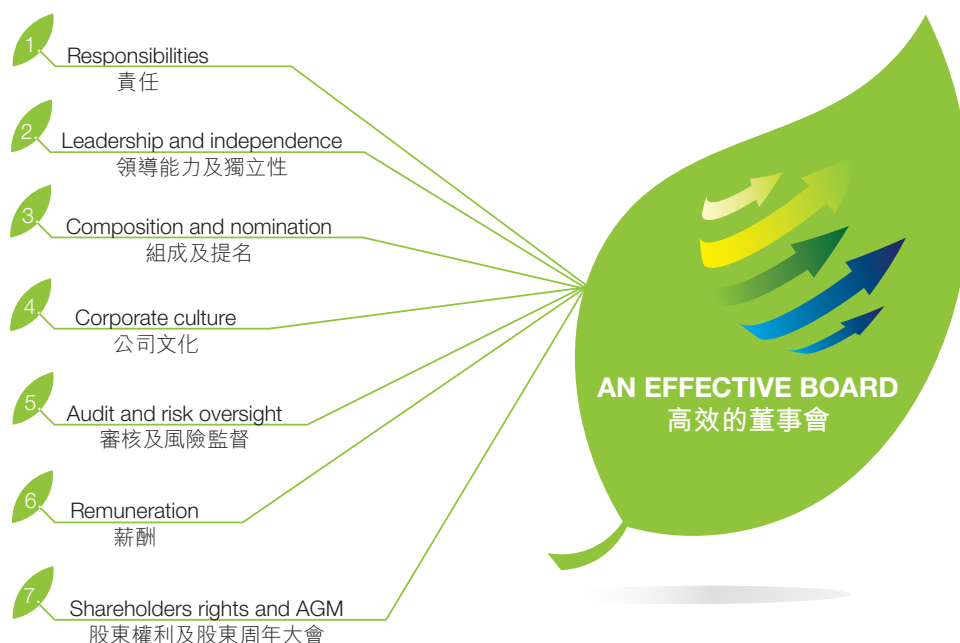 1.
Responsibilities
責任
2.
Leadership and independence
領導能力及獨立性
3.
Composition and nomination
組成及提名
4.
Corporate culture
公司文化
5.
Audit and risk oversight
審核及風險監督
6.
Remuneration
薪酬
7.
Shareholders rights and AGM
股東權利及股東周年大會
AN EFFECTIVE BOARD
高效的董事會